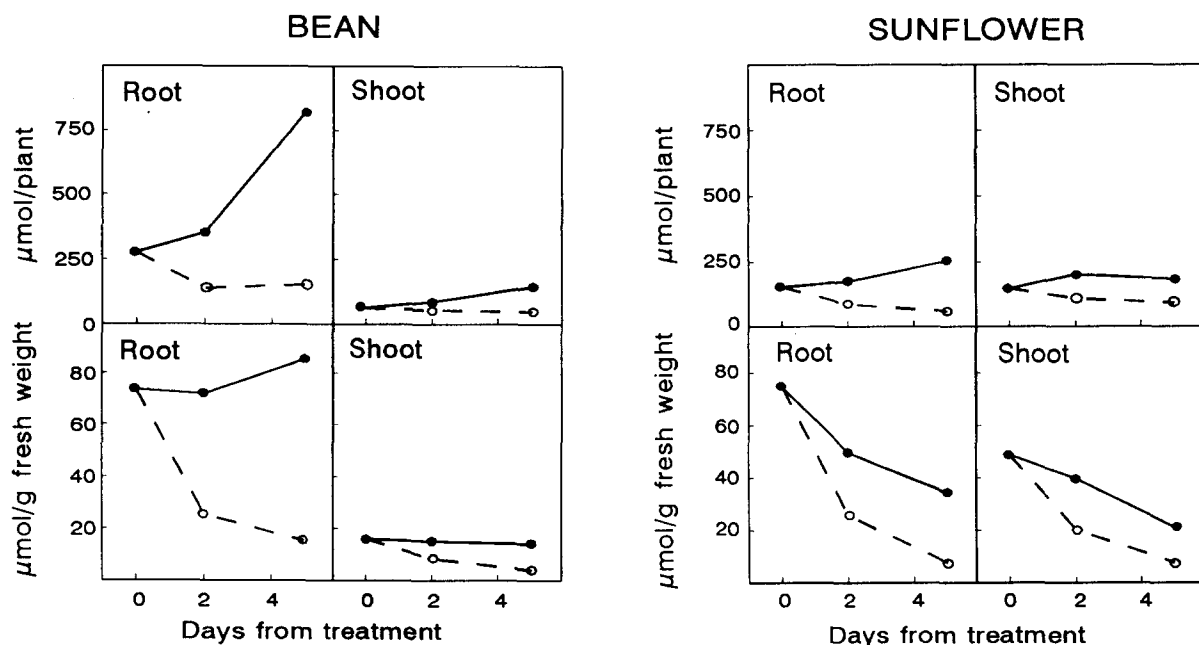 BEAN
SUNFLOWER
Root
Shoot
µmol/plant
750
500
250
0
Root
Shoot
µmol/g fresh weight
80
60
40
20
0 2 4 0 2 4
Days from treatment
Root
Shoot
µmol/plant
750
500
250
0
Root
Shoot
µmol/g fresh weight
80
60
40
20
0 2 4 0 2 4
Days from treatment